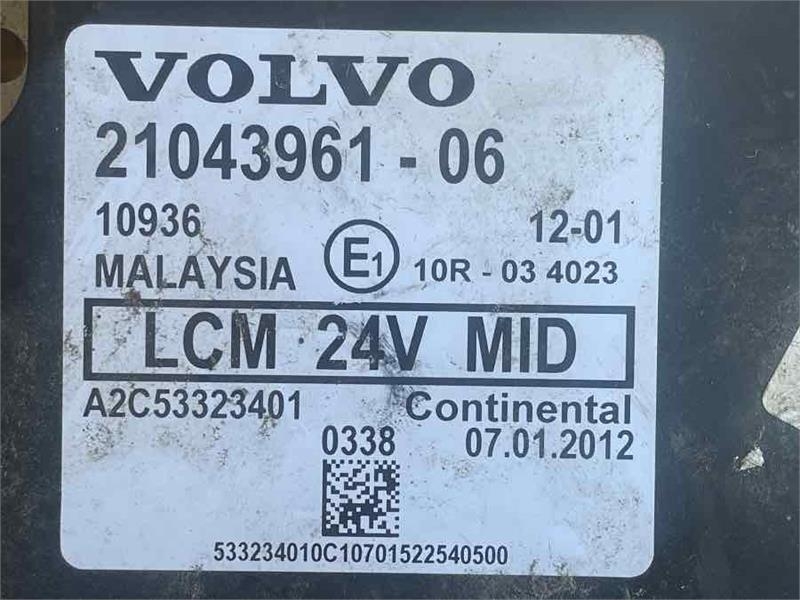 VOLVO
21043961 - 06
10936 12-01
MALAYSIA E1 10R - 03 4023
LCM 24V MID
A2C53323401 Continental
0338 07.01.2012
533234010C10701522540500